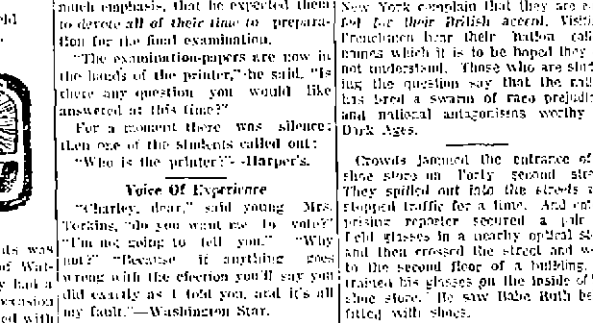 much emphasis, that he expected them
to devote all of their time to prepara-
tion for the final examination.
"The examination-papers are now in
the hands of the printer," he said. "Is
there any question you would like
answered at this time?"
For a moment there was silence;
then one of the students called out:
"Who is the printer?"--Harper's.
Voice Of Experience
"Charley, dear," said young Mrs.
Torkins, "do you want me to vote?"
"I'm not going to tell you." "Why
not?" "Because if anything goes
wrong with the election you'll say you
did exactly as I told you, and it's all
my fault."—Washington Star.
its was
of Wat-
y had a
ed with
New York complain that they are
for their British accent.
Frenchmen hear their nation
names which it is to be hoped they
not understand. Those who are
ing the question say that the
has bred a swarm of race
and national antagonisms worthy
Dark Ages.
Crowds jammed the entrance of
shoe store on Forty second
They spilled out into the streets
stopped traffic for a time. And
prising reporter secured a
field glasses in a nearby optical
and then crossed the street and
to the second floor of a building,
trained his glasses on the inside of
shoe store. He saw Babe Ruth
fitted with shoes.